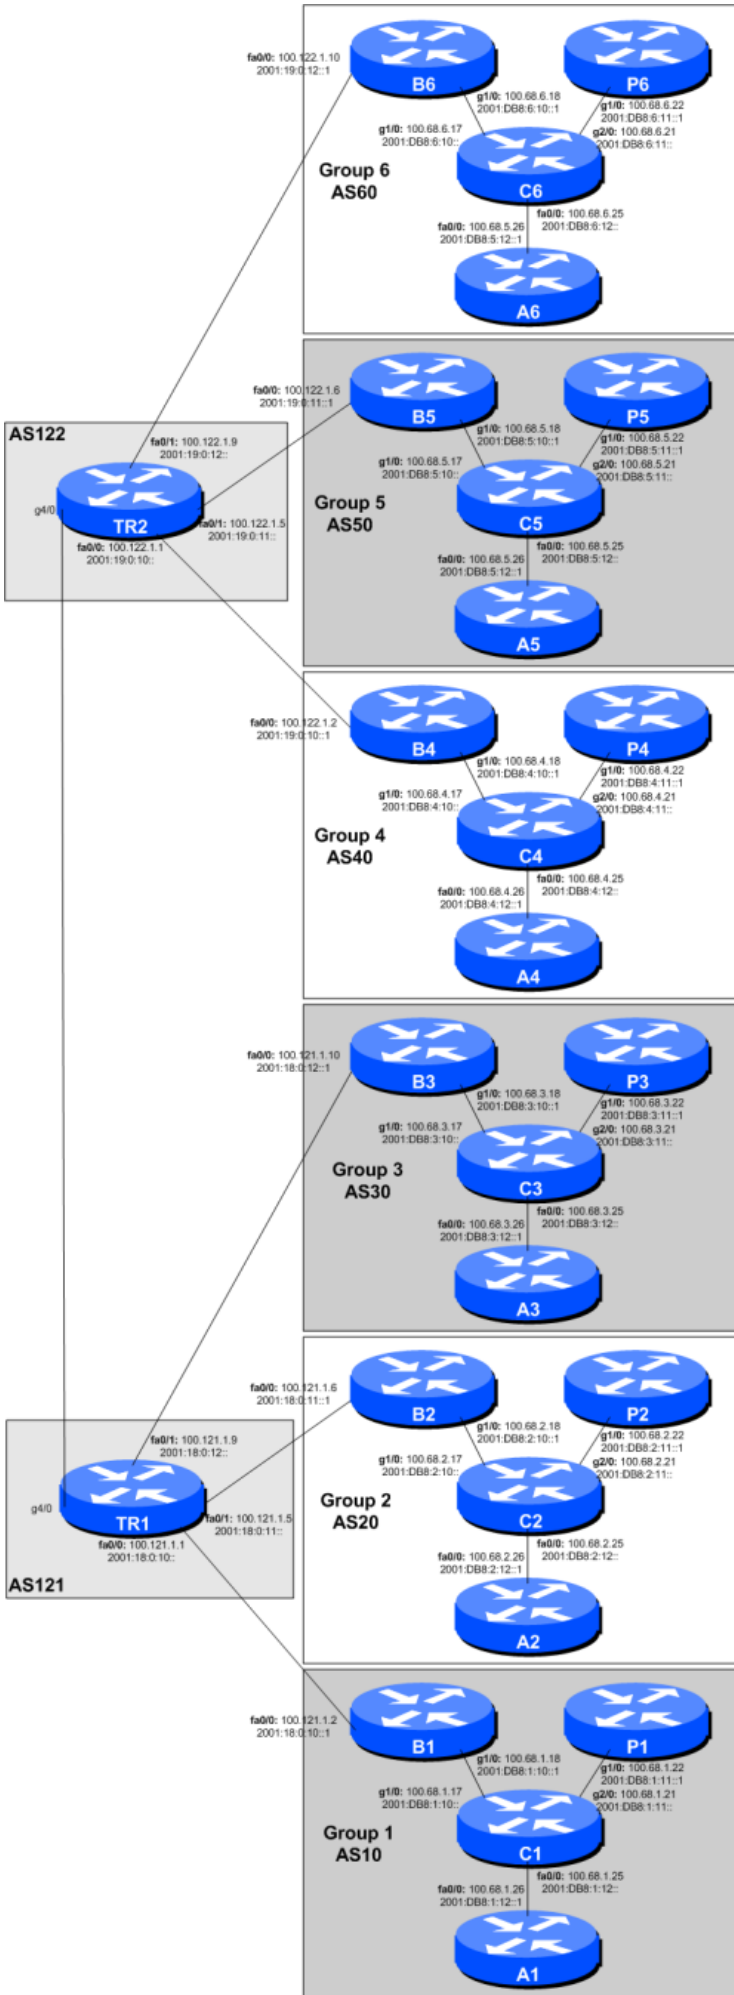 fa0/0: 100.122.1.10
2001:19:0:12::1
B6
P6
g1/0: 100.68.6.18
2001:DB8:6:10::1
g1/0: 100.68.6.22
2001:DB8:6:11::1
g1/0: 100.68.6.17
2001:DB8:6:10::
g2/0: 100.68.6.21
2001:DB8:6:11::
Group 6
AS60
C6
fa0/0: 100.68.6.25
2001:DB8:6:12::
fa0/0: 100.68.5.26
2001:DB8:5:12::1
A6
fa0/0: 100.122.1.6
2001:19:0:11::1
B5
P5
g1/0: 100.68.5.18
2001:DB8:5:10::1
g1/0: 100.68.5.22
2001:DB8:5:11::1
g1/0: 100.68.5.17
2001:DB8:5:10::
g2/0: 100.68.5.21
2001:DB8:5:11::
Group 5
AS50
C5
fa0/0: 100.68.5.25
2001:DB8:5:12::
fa0/0: 100.68.5.26
2001:DB8:5:12::1
A5
AS122
fa0/1: 100.122.1.9
2001:19:0:12::
g4/0
TR2
fa0/1: 100.122.1.5
2001:19:0:11::
fa0/0: 100.122.1.1
2001:19:0:10::
fa0/0: 100.122.1.2
2001:19:0:10::1
B4
P4
g1/0: 100.68.4.18
2001:DB8:4:10::1
g1/0: 100.68.4.22
2001:DB8:4:11::1
g1/0: 100.68.4.17
2001:DB8:4:10::
g2/0: 100.68.4.21
2001:DB8:4:11::
Group 4
AS40
C4
fa0/0: 100.68.4.25
2001:DB8:4:12::
fa0/0: 100.68.4.26
2001:DB8:4:12::1
A4
fa0/0: 100.121.1.10
2001:18:0:12::1
B3
P3
g1/0: 100.68.3.18
2001:DB8:3:10::1
g1/0: 100.68.3.22
2001:DB8:3:11::1
g1/0: 100.68.3.17
2001:DB8:3:10::
g2/0: 100.68.3.21
2001:DB8:3:11::
Group 3
AS30
C3
fa0/0: 100.68.3.25
2001:DB8:3:12::
fa0/0: 100.68.3.26
2001:DB8:3:12::1
A3
fa0/0: 100.121.1.6
2001:18:0:11::1
B2
P2
g1/0: 100.68.2.18
2001:DB8:2:10::1
g1/0: 100.68.2.22
2001:DB8:2:11::1
g1/0: 100.68.2.17
2001:DB8:2:10::
g2/0: 100.68.2.21
2001:DB8:2:11::
Group 2
AS20
C2
fa0/0: 100.68.2.25
2001:DB8:2:12::
fa0/0: 100.68.2.26
2001:DB8:2:12::1
A2
fa0/1: 100.121.1.9
2001:18:0:12::
g4/0
TR1
fa0/1: 100.121.1.5
2001:18:0:11::
fa0/0: 100.121.1.1
2001:18:0:10::
AS121
fa0/0: 100.121.1.2
2001:18:0:10::1
B1
P1
g1/0: 100.68.1.18
2001:DB8:1:10::1
g1/0: 100.68.1.22
2001:DB8:1:11::1
g1/0: 100.68.1.17
2001:DB8:1:10::
g2/0: 100.68.1.21
2001:DB8:1:11::
Group 1
AS10
C1
fa0/0: 100.68.1.25
2001:DB8:1:12::
fa0/0: 100.68.1.26
2001:DB8:1:12::1
A1